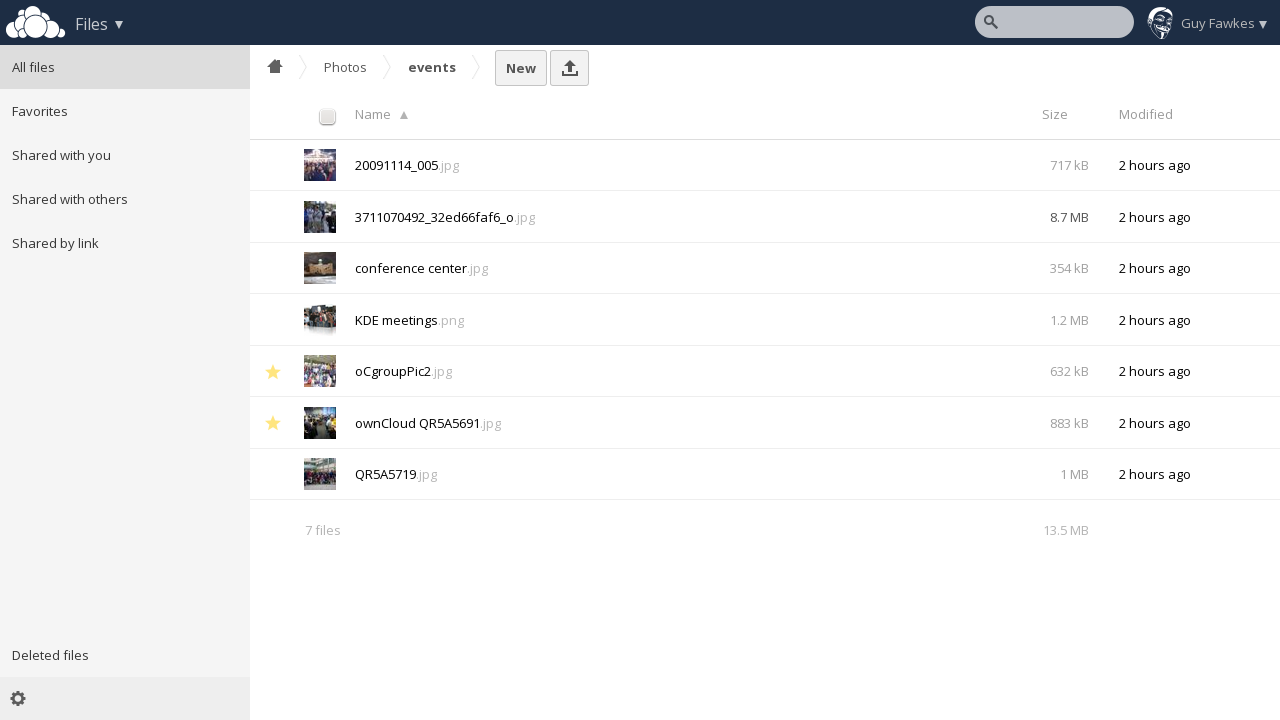 Files ▼
Guy Fawkes ▼
All files
Favorites
Shared with you
Shared with others
Shared by link
Deleted files
Photos
events
New
Name ▲ Size Modified
20091114_005.jpg 717 kB 2 hours ago
3711070492_32ed66faf6_o.jpg 8.7 MB 2 hours ago
conference center.jpg 354 kB 2 hours ago
KDE meetings.png 1.2 MB 2 hours ago
oCgroupPic2.jpg 632 kB 2 hours ago
ownCloud QR5A5691.jpg 883 kB 2 hours ago
QR5A5719.jpg 1 MB 2 hours ago
7 files 13.5 MB